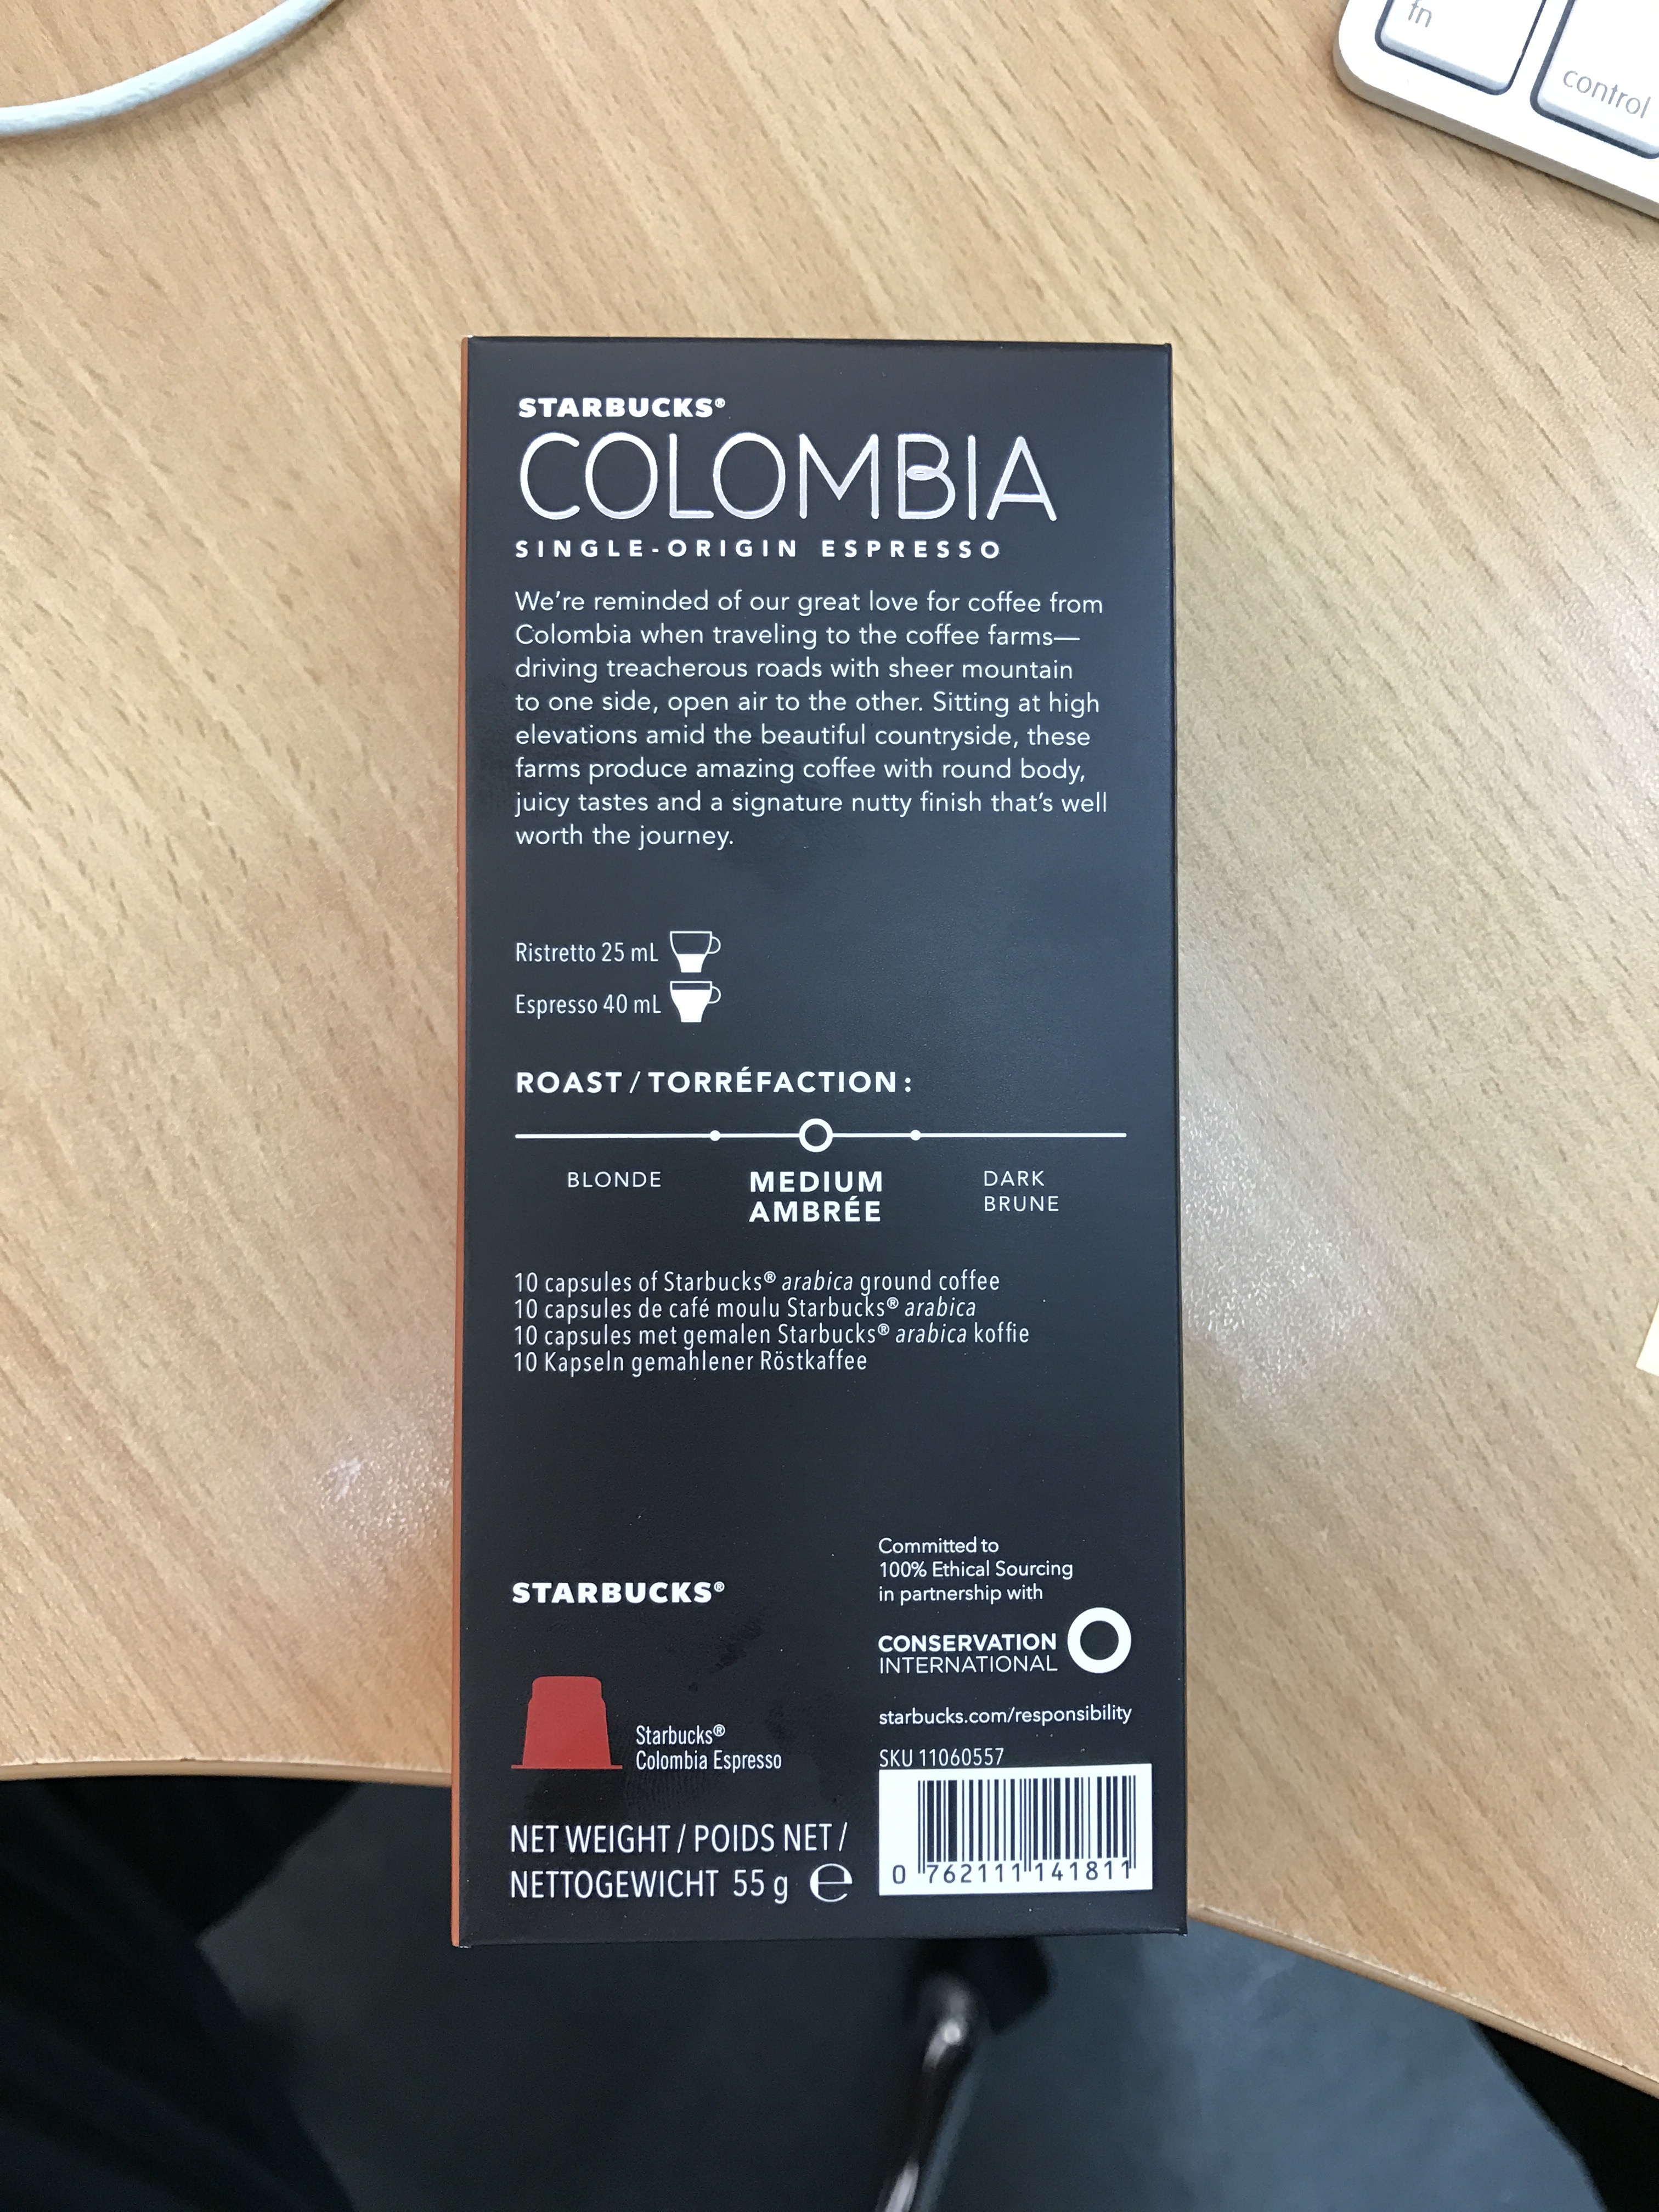 fn
control
STARBUCKS®
COLOMBIA
SINGLE-ORIGIN ESPRESSO
We're reminded of our great love for coffee from
Colombia when traveling to the coffee farms—
driving treacherous roads with sheer mountain
to one side, open air to the other. Sitting at high
elevations amid the beautiful countryside, these
farms produce amazing coffee with round body,
juicy tastes and a signature nutty finish that's well
worth the journey.
Ristretto 25 mL
Espresso 40 mL
ROAST / TORRÉFACTION :
BLONDE
MEDIUM
AMBRÉE
DARK
BRUNE
10 capsules of Starbucks® arabica ground coffee
10 capsules de café moulu Starbucks® arabica
10 capsules met gemalen Starbucks® arabica koffie
10 Kapseln gemahlener Röstkaffee
STARBUCKS®
Starbucks®
Colombia Espresso
NET WEIGHT / POIDS NET /
NETTOGEWICHT 55 g ℮
Committed to
100% Ethical Sourcing
in partnership with
CONSERVATION
INTERNATIONAL
starbucks.com/responsibility
SKU 11060557
0 762111 141811